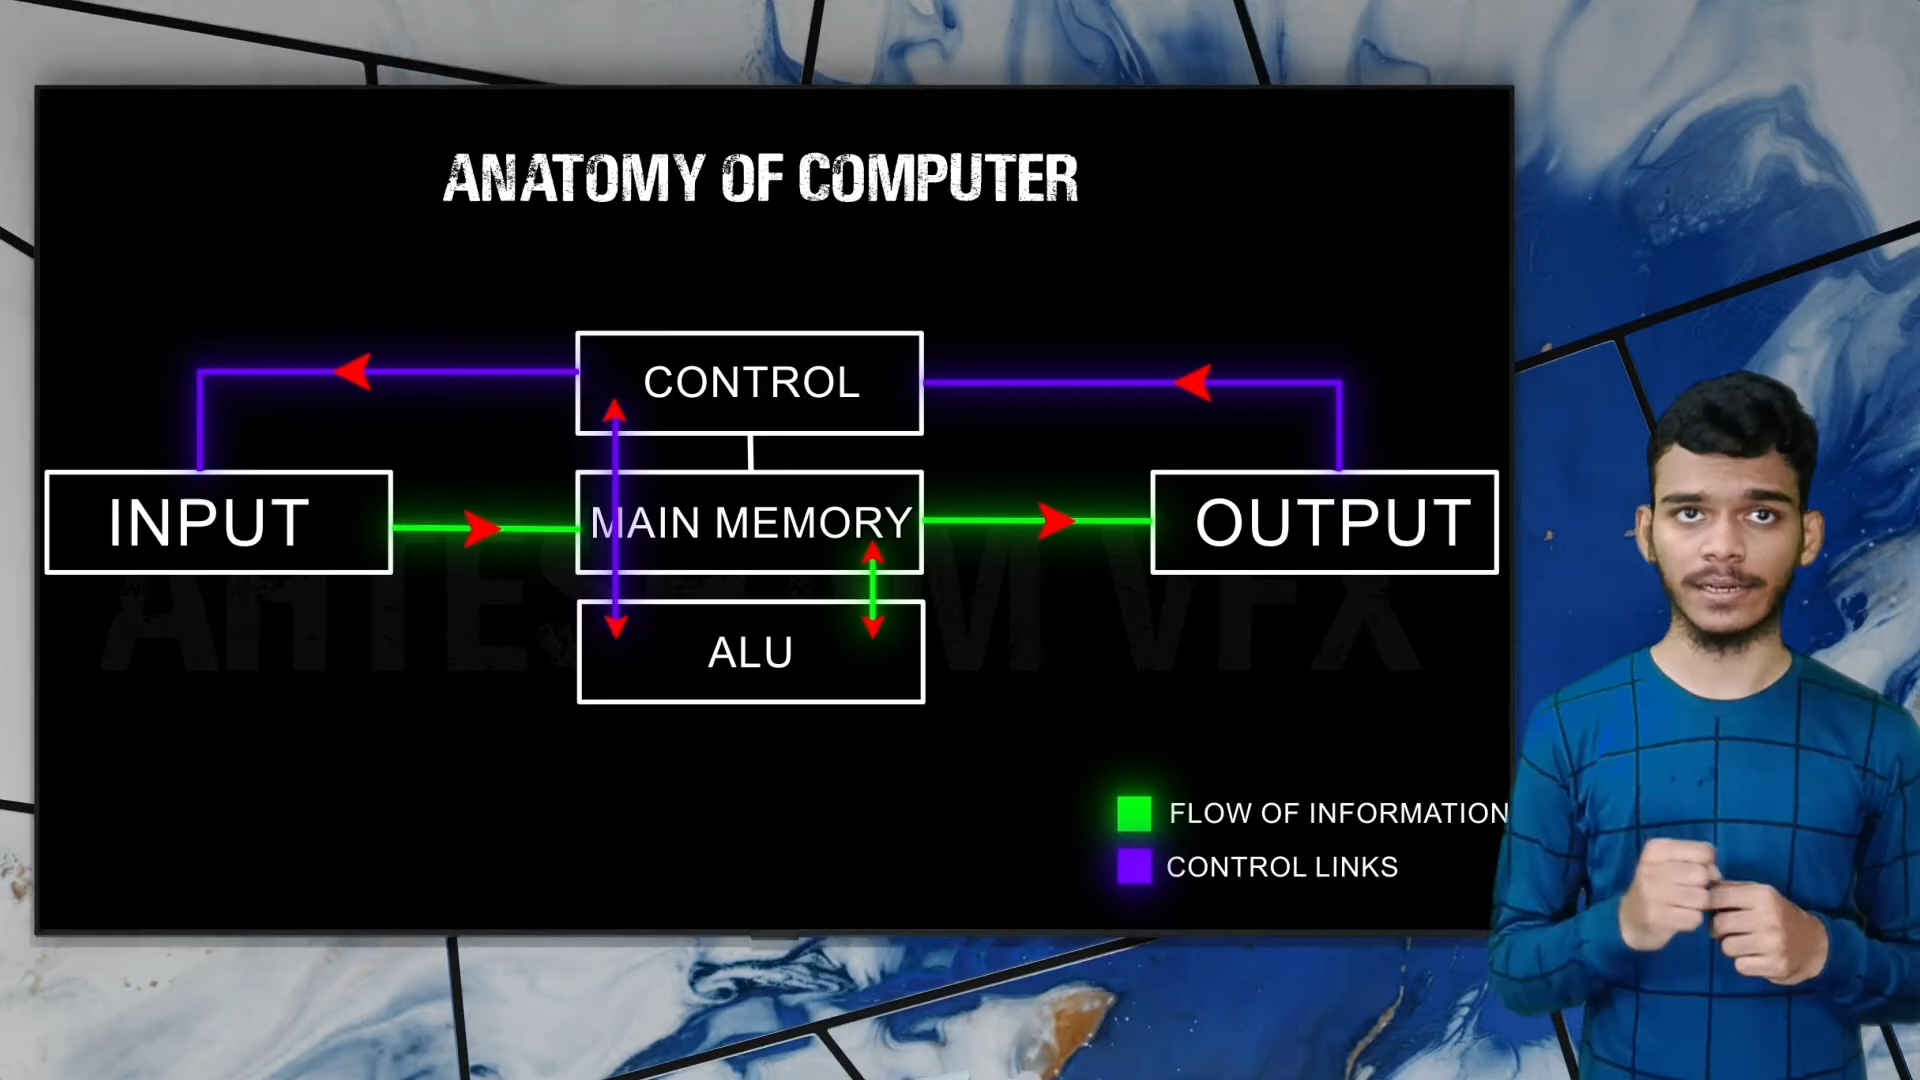 ANATOMY OF COMPUTER
CONTROL
INPUT
MAIN MEMORY
OUTPUT
ALU
FLOW OF INFORMATION
CONTROL LINKS